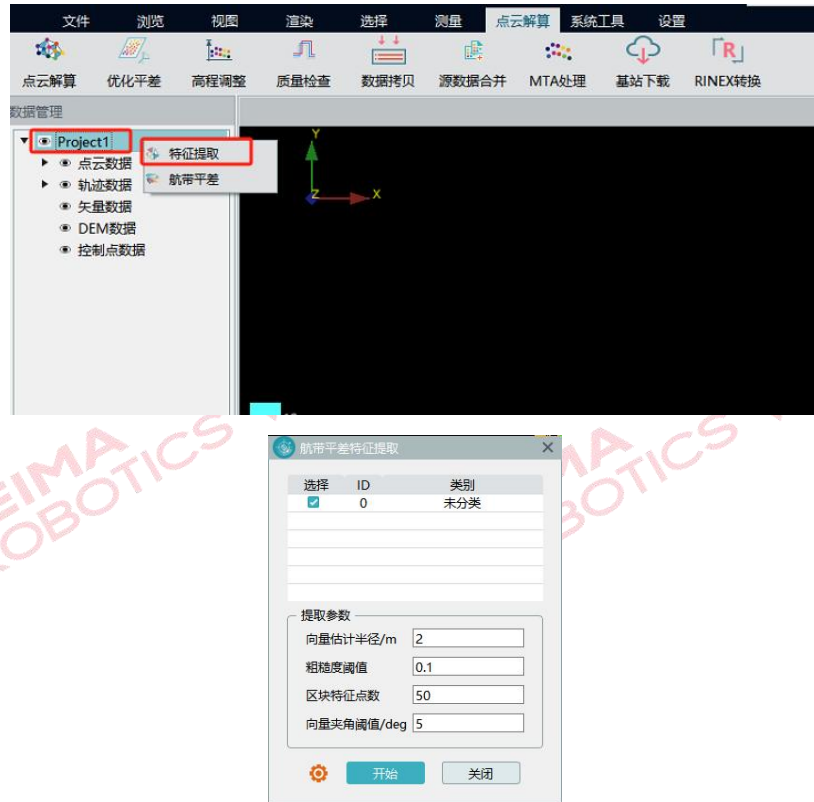 文件 浏览 视图 渲染 选择 测量 点云解算 系统工具 设置
点云解算 优化平差 高程调整 质量检查 数据拷贝 源数据合并 MTA处理 基站下载 RINEX转换
数据管理
Project1
特征提取
点云数据
航带平差
轨迹数据
矢量数据
DEM数据
控制点数据
Y
Z X
航带平差特征提取
选择 ID 类别
0 未分类
提取参数
向量估计半径/m 2
粗糙度阈值 0.1
区块特征点数 50
向量夹角阈值/deg 5
开始 关闭
EIMA ROBOTICS